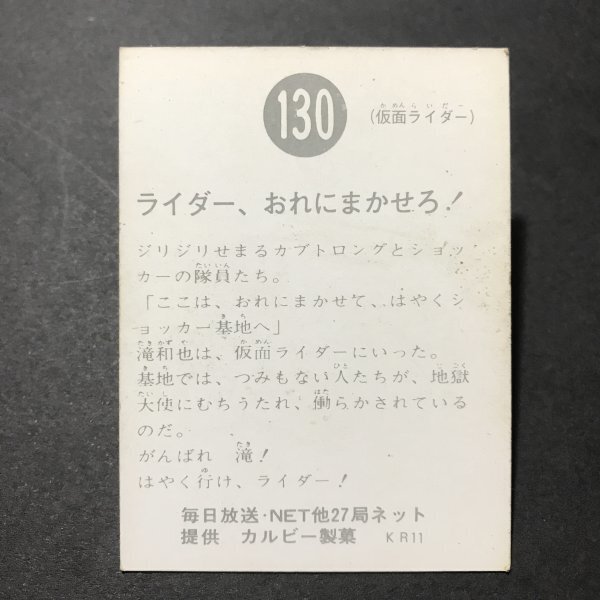 130
(仮面ライダー)
ライダー、おれにまかせろ!
ジリジリせまるカブトロングとショッ
カーの隊員たち。
「ここは、おれにまかせて、はやくシ
ョッカー基地へ」
滝和也は、仮面ライダーにいった。
基地では、つみもない人たちが、地獄
大使にむちうたれ、働らかされている
のだ。
がんばれ 滝!
はやく行け、ライダー!
毎日放送・NET他27局ネット
提供 カルビー製菓 KR11